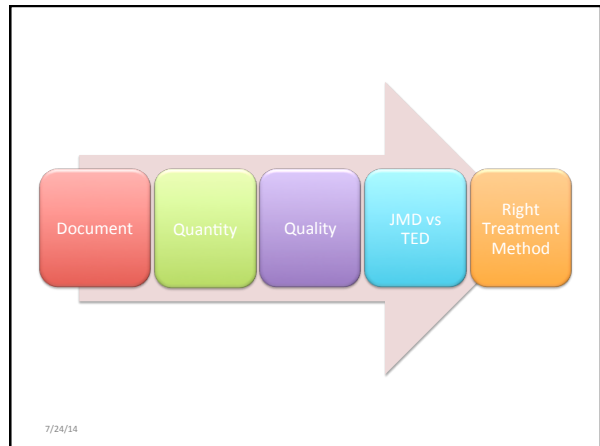 Document
Quantity
Quality
JMD vs
TED
Right
Treatment
Method
7/24/14